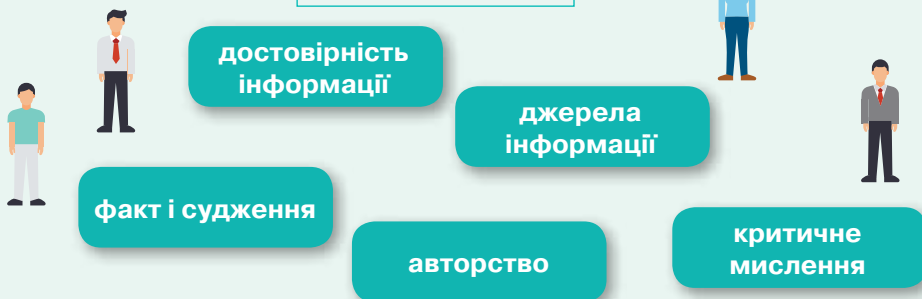 достовірність
інформації
джерела
інформації
факт і судження
авторство
критичне
мислення